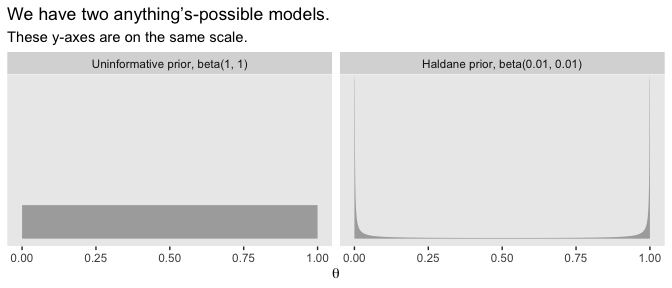 We have two anything’s-possible models.
These y-axes are on the same scale.
Uninformative prior, beta(1, 1)
Haldane prior, beta(0.01, 0.01)
0.00 0.25 0.50 0.75 1.00
0.00 0.25 0.50 0.75 1.00
θ